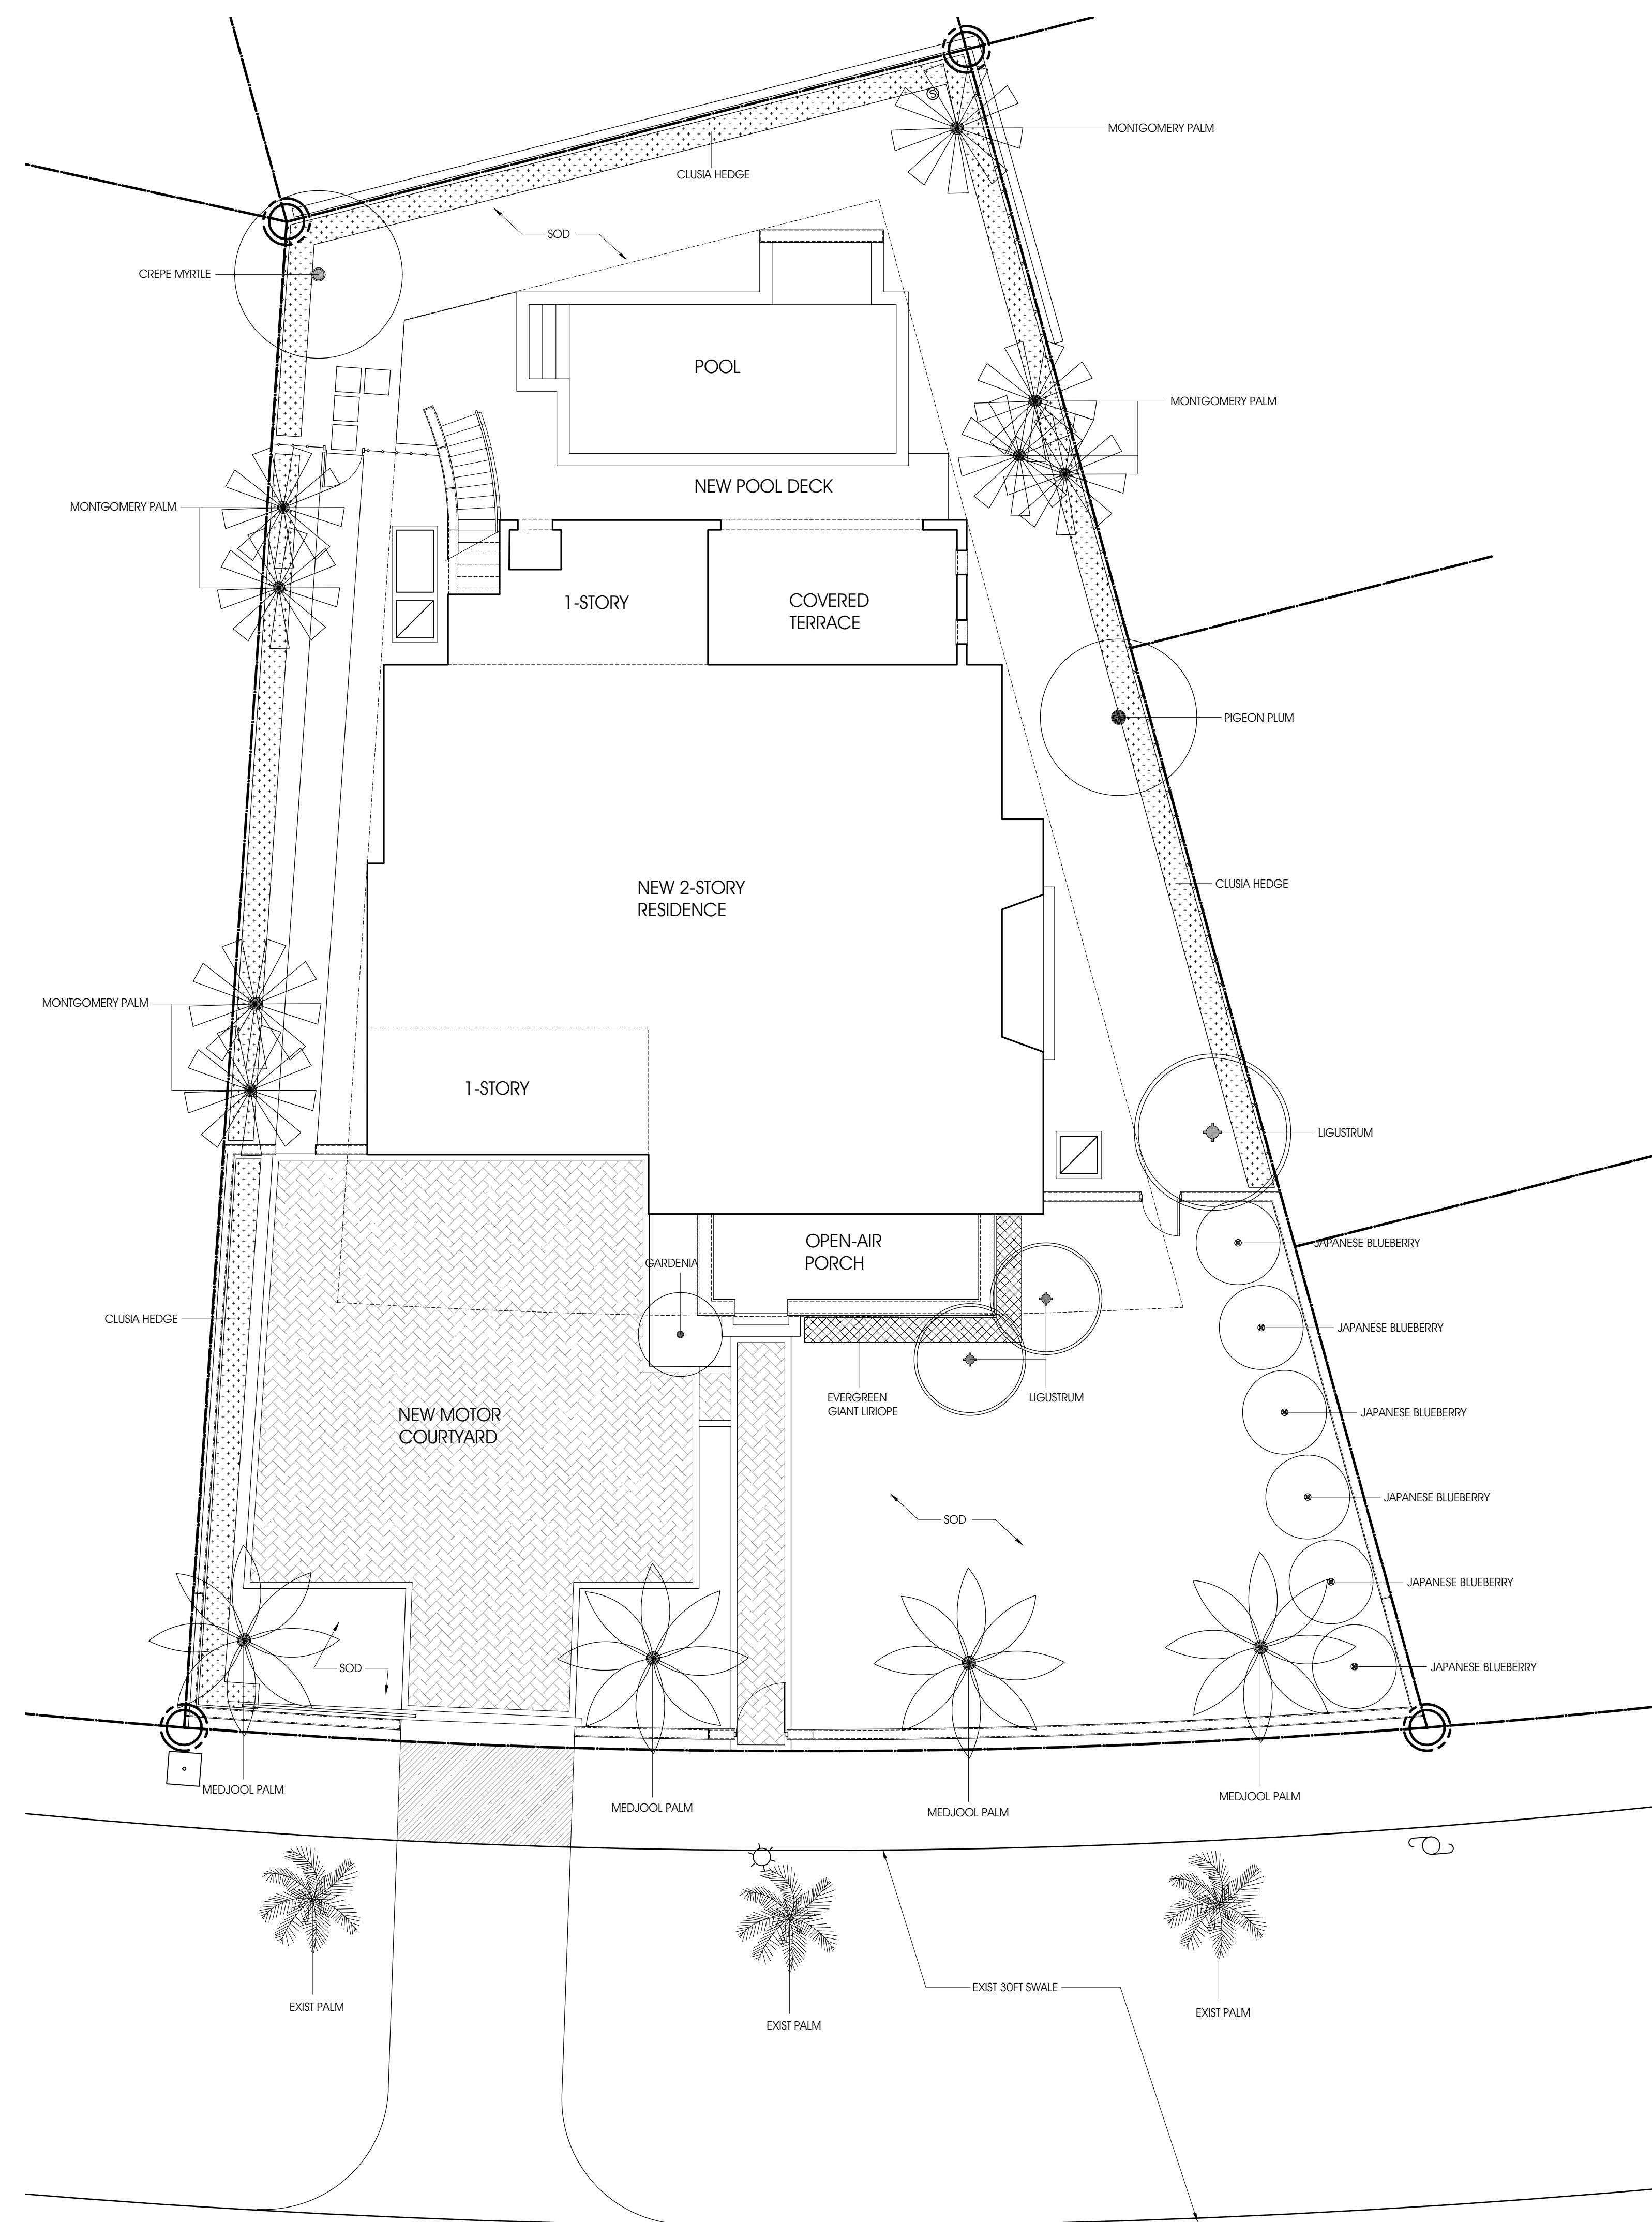 MONTGOMERY PALM
CLUSIA HEDGE
S
SOD
CREPE MYRTLE
POOL
MONTGOMERY PALM
NEW POOL DECK
MONTGOMERY PALM
1-STORY
COVERED
TERRACE
PIGEON PLUM
CLUSIA HEDGE
NEW 2-STORY
RESIDENCE
MONTGOMERY PALM
1-STORY
LIGUSTRUM
OPEN-AIR
PORCH
JAPANESE BLUEBERRY
GARDENIA
CLUSIA HEDGE
JAPANESE BLUEBERRY
EVERGREEN
GIANT LIRIOPE
LIGUSTRUM
JAPANESE BLUEBERRY
NEW MOTOR
COURTYARD
JAPANESE BLUEBERRY
SOD
JAPANESE BLUEBERRY
SOD
JAPANESE BLUEBERRY
MEDJOOL PALM
MEDJOOL PALM
MEDJOOL PALM
MEDJOOL PALM
EXIST 30FT SWALE
EXIST PALM
EXIST PALM
EXIST PALM